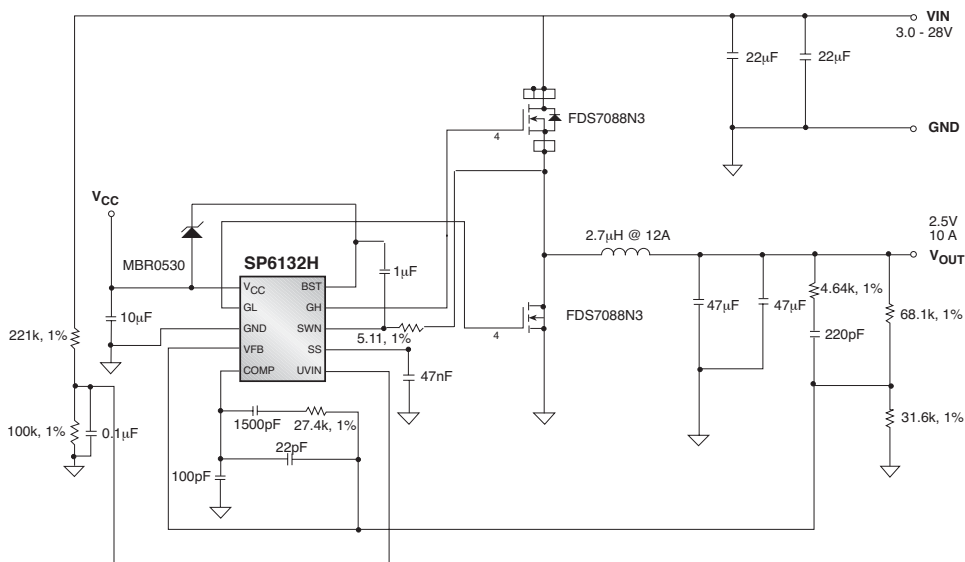 VIN
3.0 - 28V
22μF
22μF
FDS7088N3
4
GND
VCC
2.5V
10 A
2.7μH @ 12A
VOUT
MBR0530
SP6132H
1μF
4.64k, 1%
VCC
BST
GL
GH
47μF
47μF
10μF
GND
SWN
FDS7088N3
68.1k, 1%
221k, 1%
5.11, 1%
4
220pF
VFB
SS
COMP
UVIN
47nF
1500pF
27.4k, 1%
31.6k, 1%
100k, 1%
0.1μF
22pF
100pF